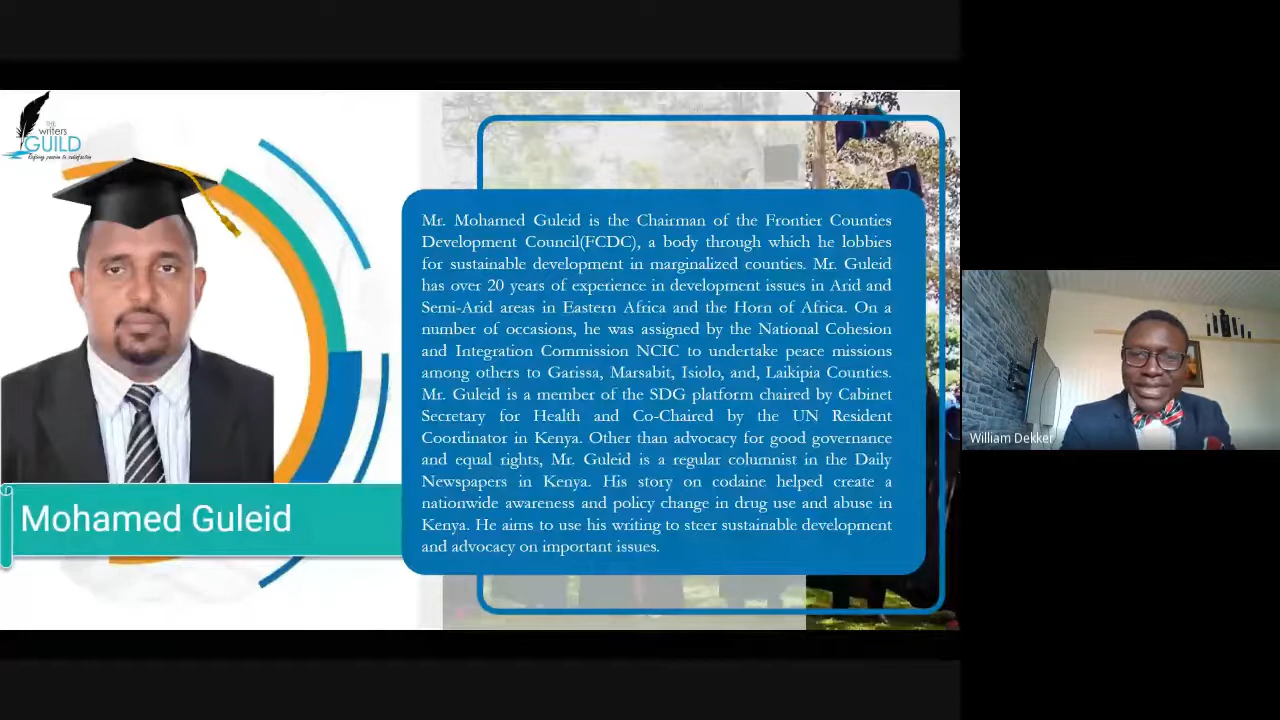 THE
writers
GUILD
Mohamed Guleid
Mr. Mohamed Guleid is the Chairman of the Frontier Counties
Development Council(FCDC), a body through which he lobbies
for sustainable development in marginalized counties. Mr. Guleid
has over 20 years of experience in development issues in Arid and
Semi-Arid areas in Eastern Africa and the Horn of Africa. On a
number of occasions, he was assigned by the National Cohesion
and Integration Commission NCIC to undertake peace missions
among others to Garissa, Marsabit, Isiolo, and, Laikipia Counties.
Mr. Guleid is a member of the SDG platform chaired by Cabinet
Secretary for Health and Co-Chaired by the UN Resident
Coordinator in Kenya. Other than advocacy for good governance
and equal rights, Mr. Guleid is a regular columnist in the Daily
Newspapers in Kenya. His story on codaine helped create a
nationwide awareness and policy change in drug use and abuse in
Kenya. He aims to use his writing to steer sustainable development
and advocacy on important issues.
William Dekker